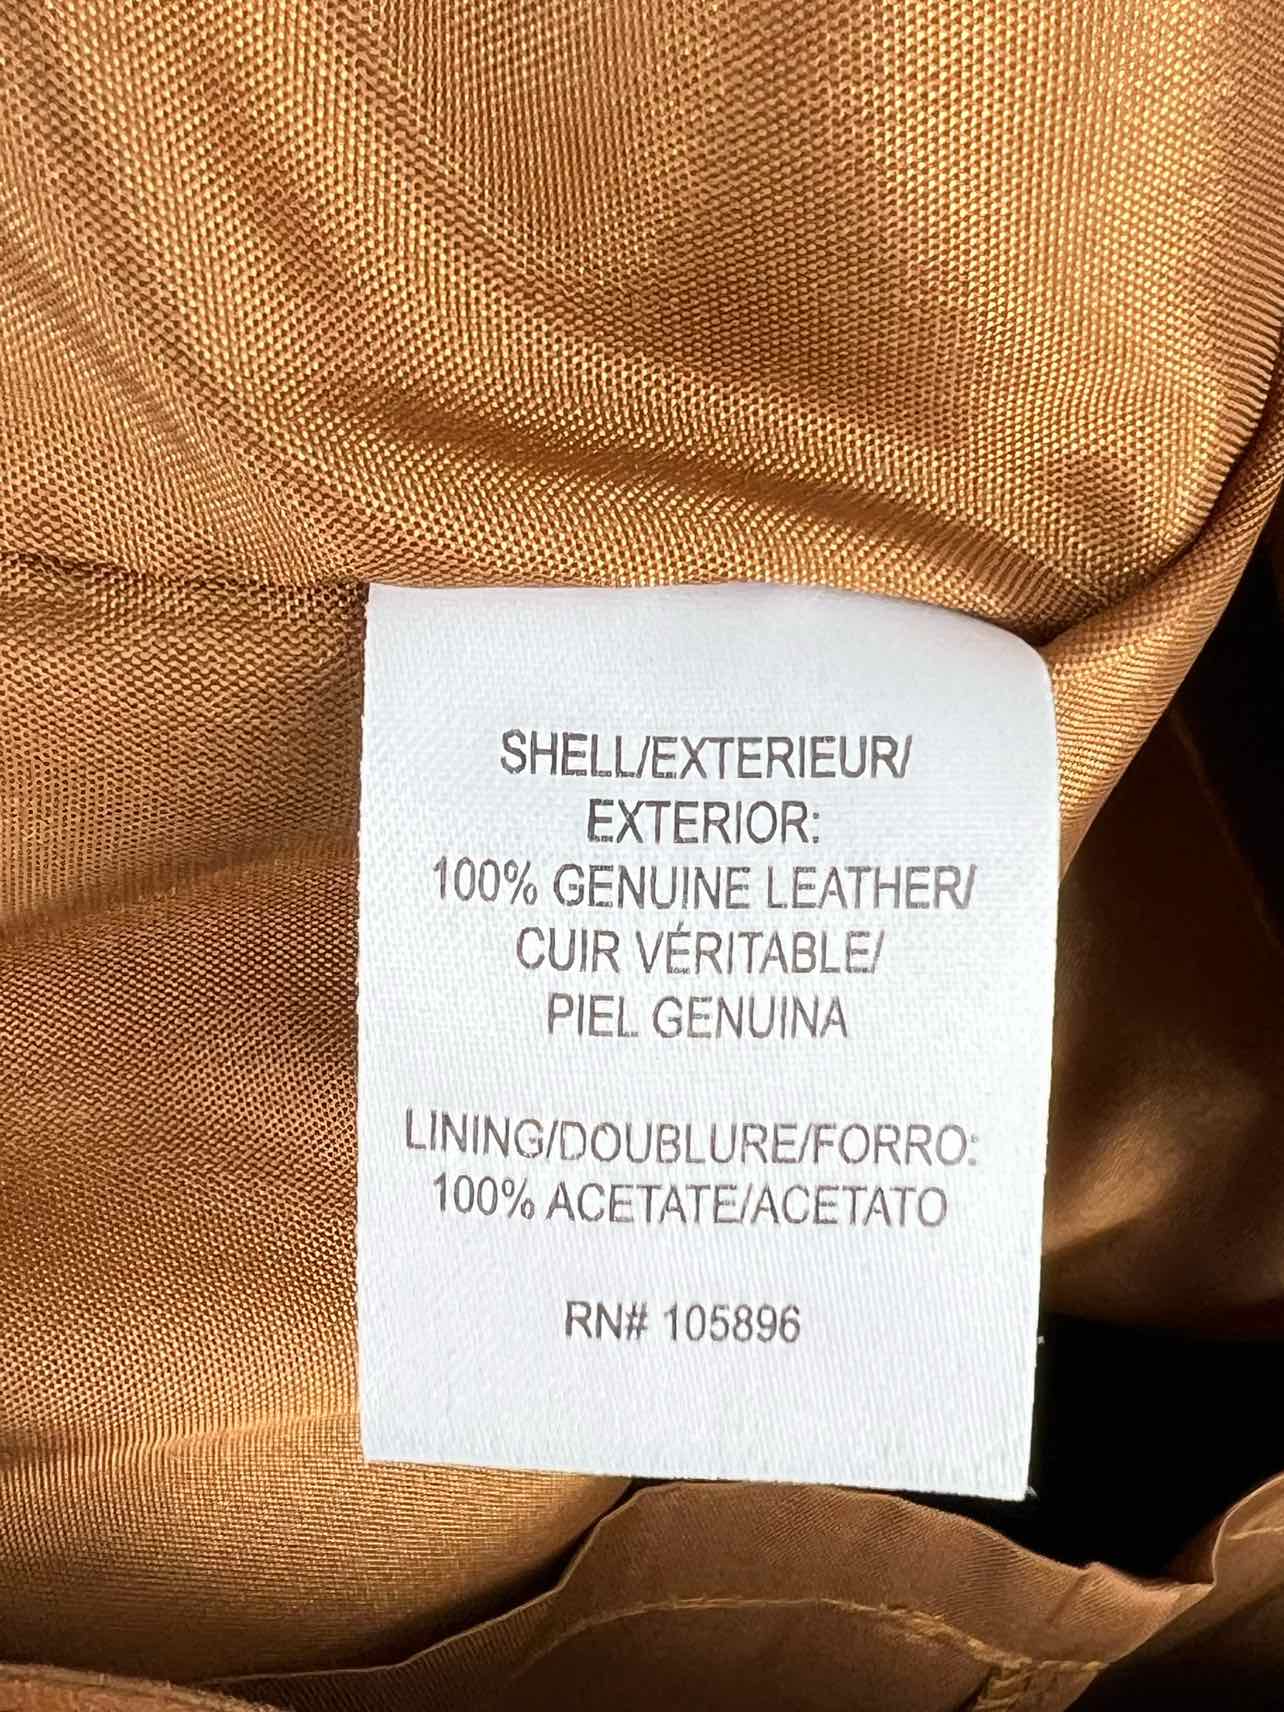 SHELL/EXTERIEUR/
EXTERIOR:
100% GENUINE LEATHER/
CUIR VÉRITABLE/
PIEL GENUINA
LINING/DOUBLURE/FORRO:
100% ACETATE/ACETATO
RN# 105896